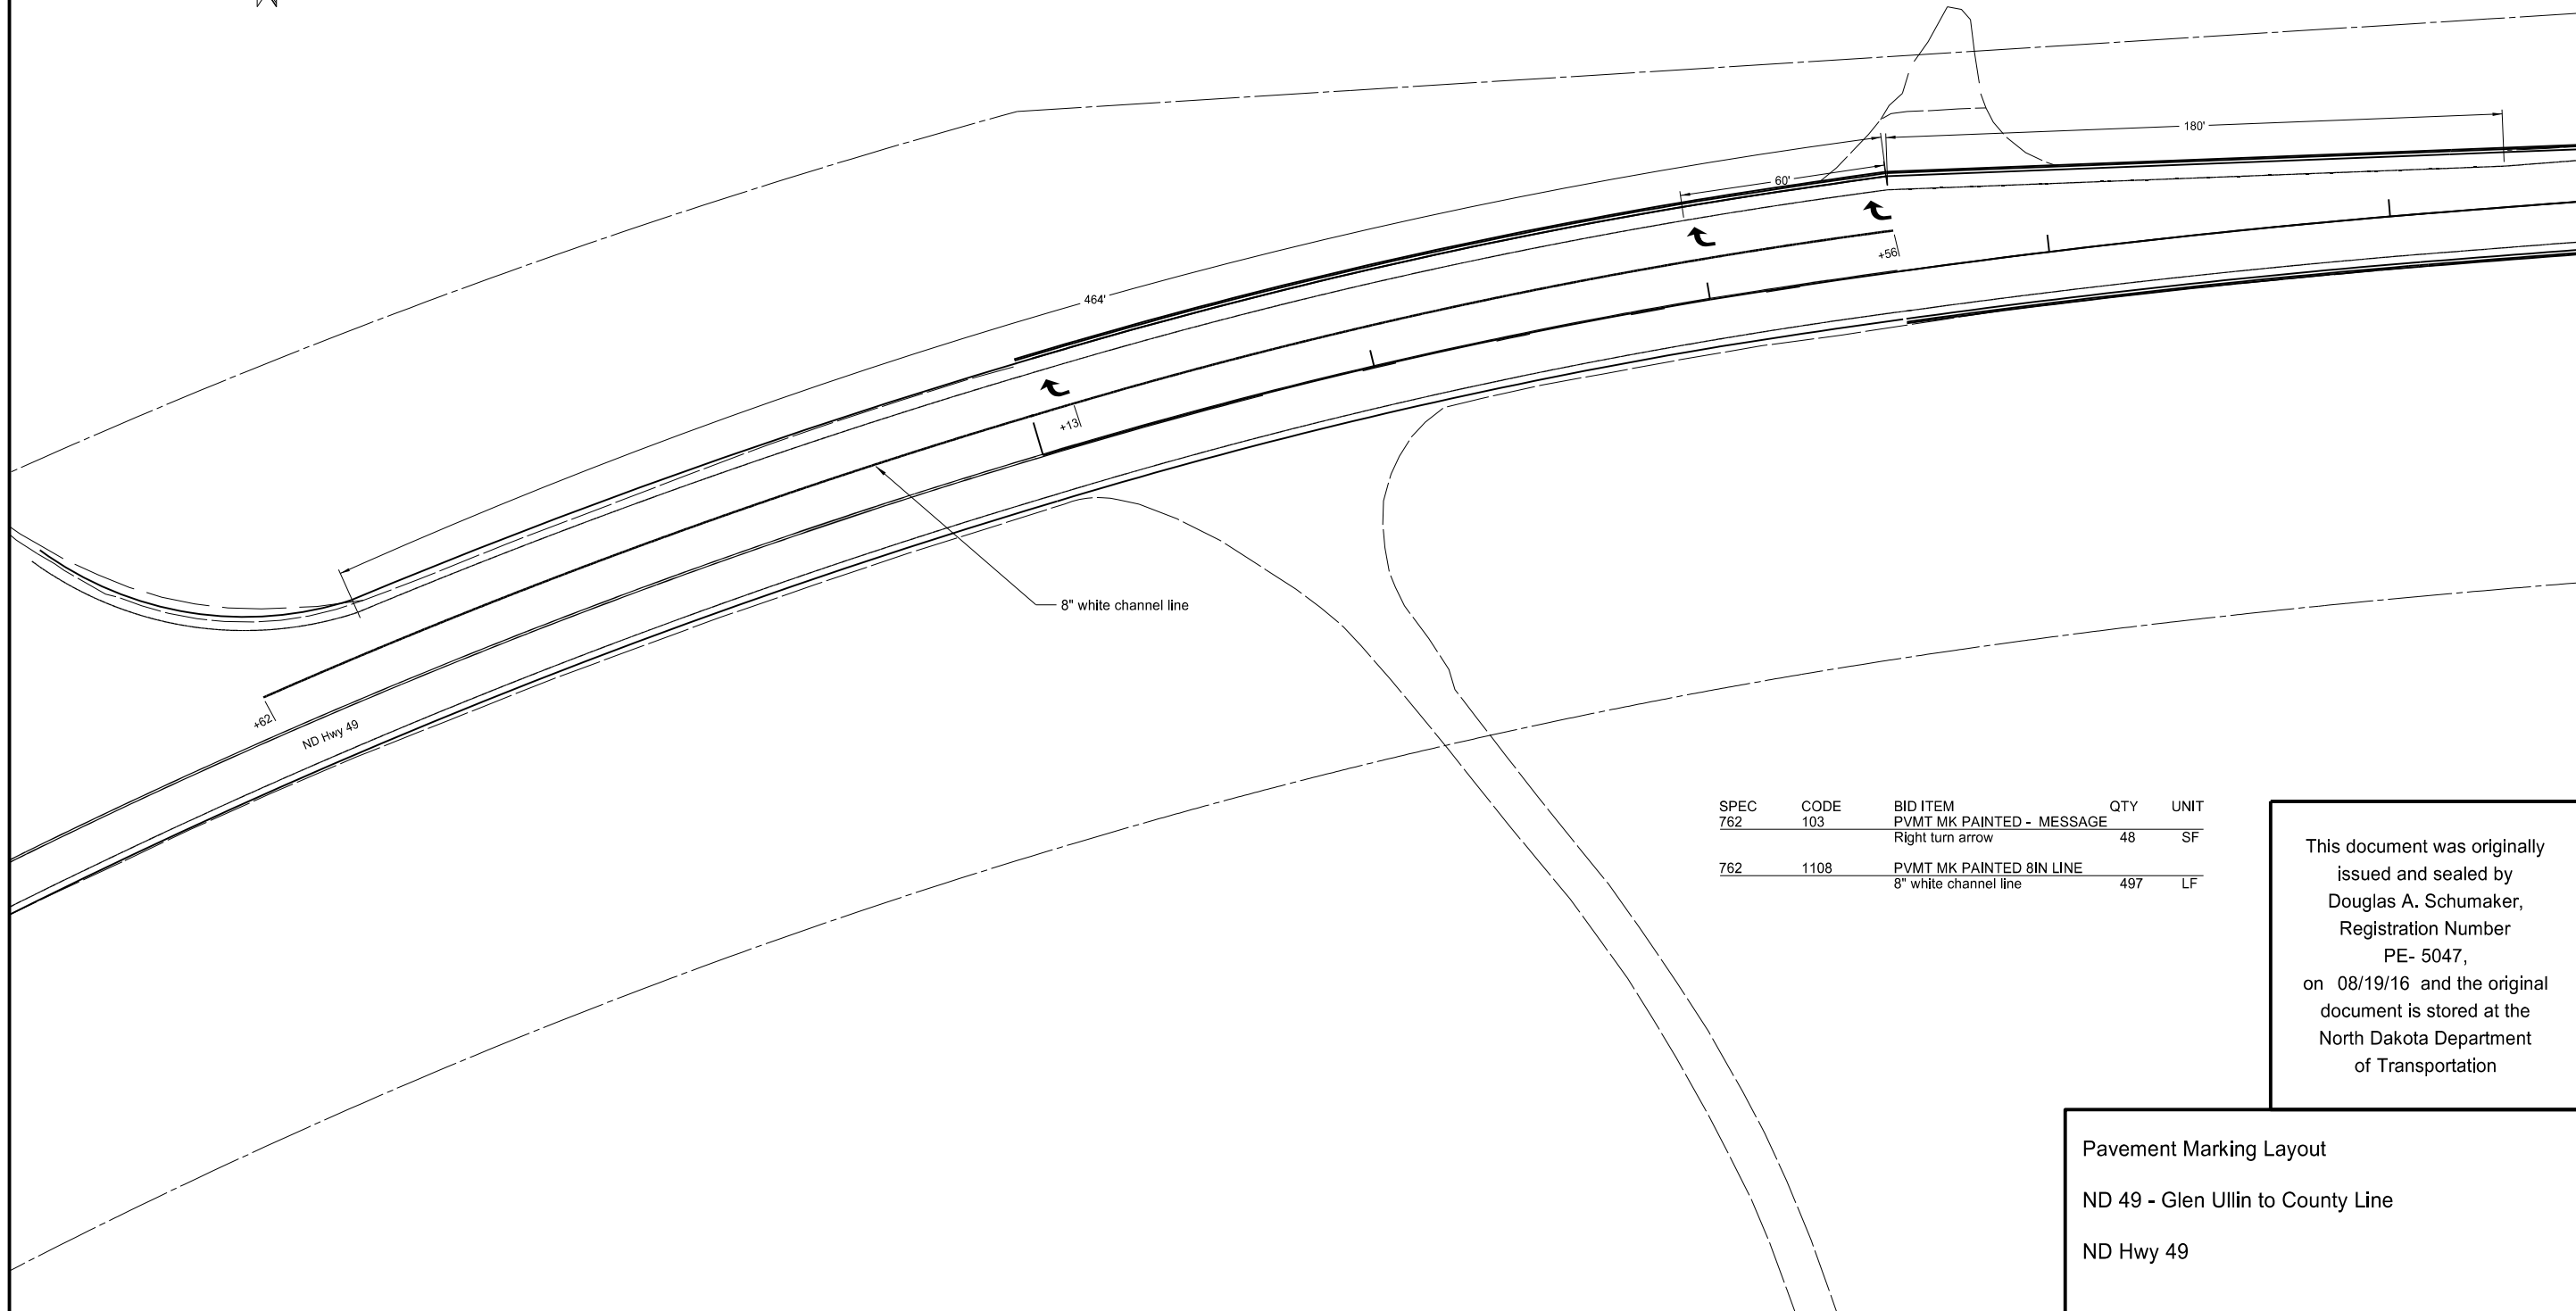 180'
60'
+56
464'
+13
8" white channel line
+62
ND Hwy 49
SPEC CODE BID ITEM QTY UNIT
762 103 PVMT MK PAINTED - MESSAGE
Right turn arrow 48 SF
762 1108 PVMT MK PAINTED 8IN LINE
8" white channel line 497 LF
This document was originally
issued and sealed by
Douglas A. Schumaker,
Registration Number
PE- 5047,
on 08/19/16 and the original
document is stored at the
North Dakota Department
of Transportation
Pavement Marking Layout
ND 49 - Glen Ullin to County Line
ND Hwy 49